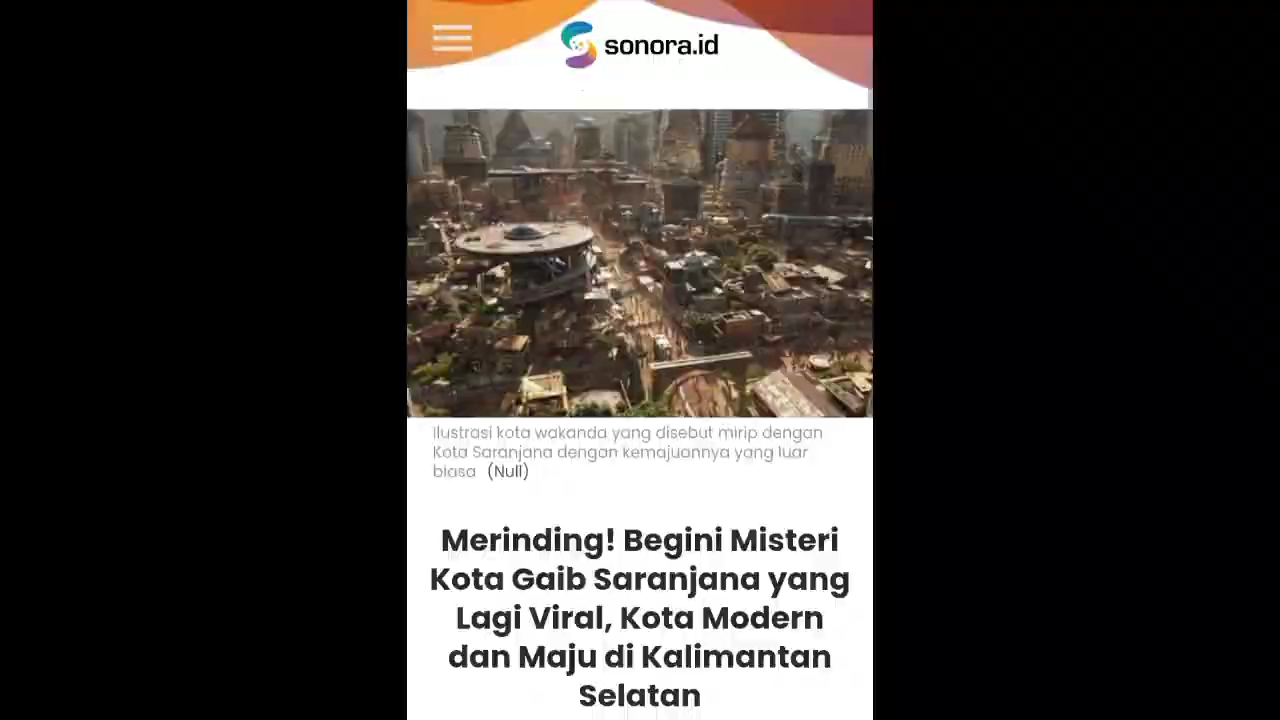 sonora.id
Ilustrasi kota wakanda yang disebut mirip dengan
Kota Saranjana dengan kemajuannya yang luar
biasa (Null)
Merinding! Begini Misteri
Kota Gaib Saranjana yang
Lagi Viral, Kota Modern
dan Maju di Kalimantan
Selatan